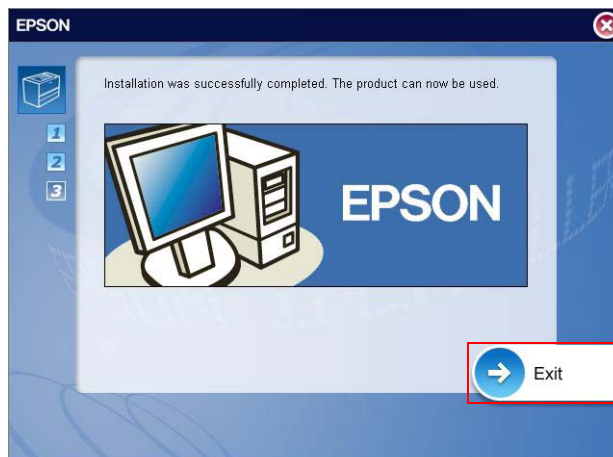 EPSON
Installation was successfully completed. The product can now be used.
1
2
3
EPSON
Exit